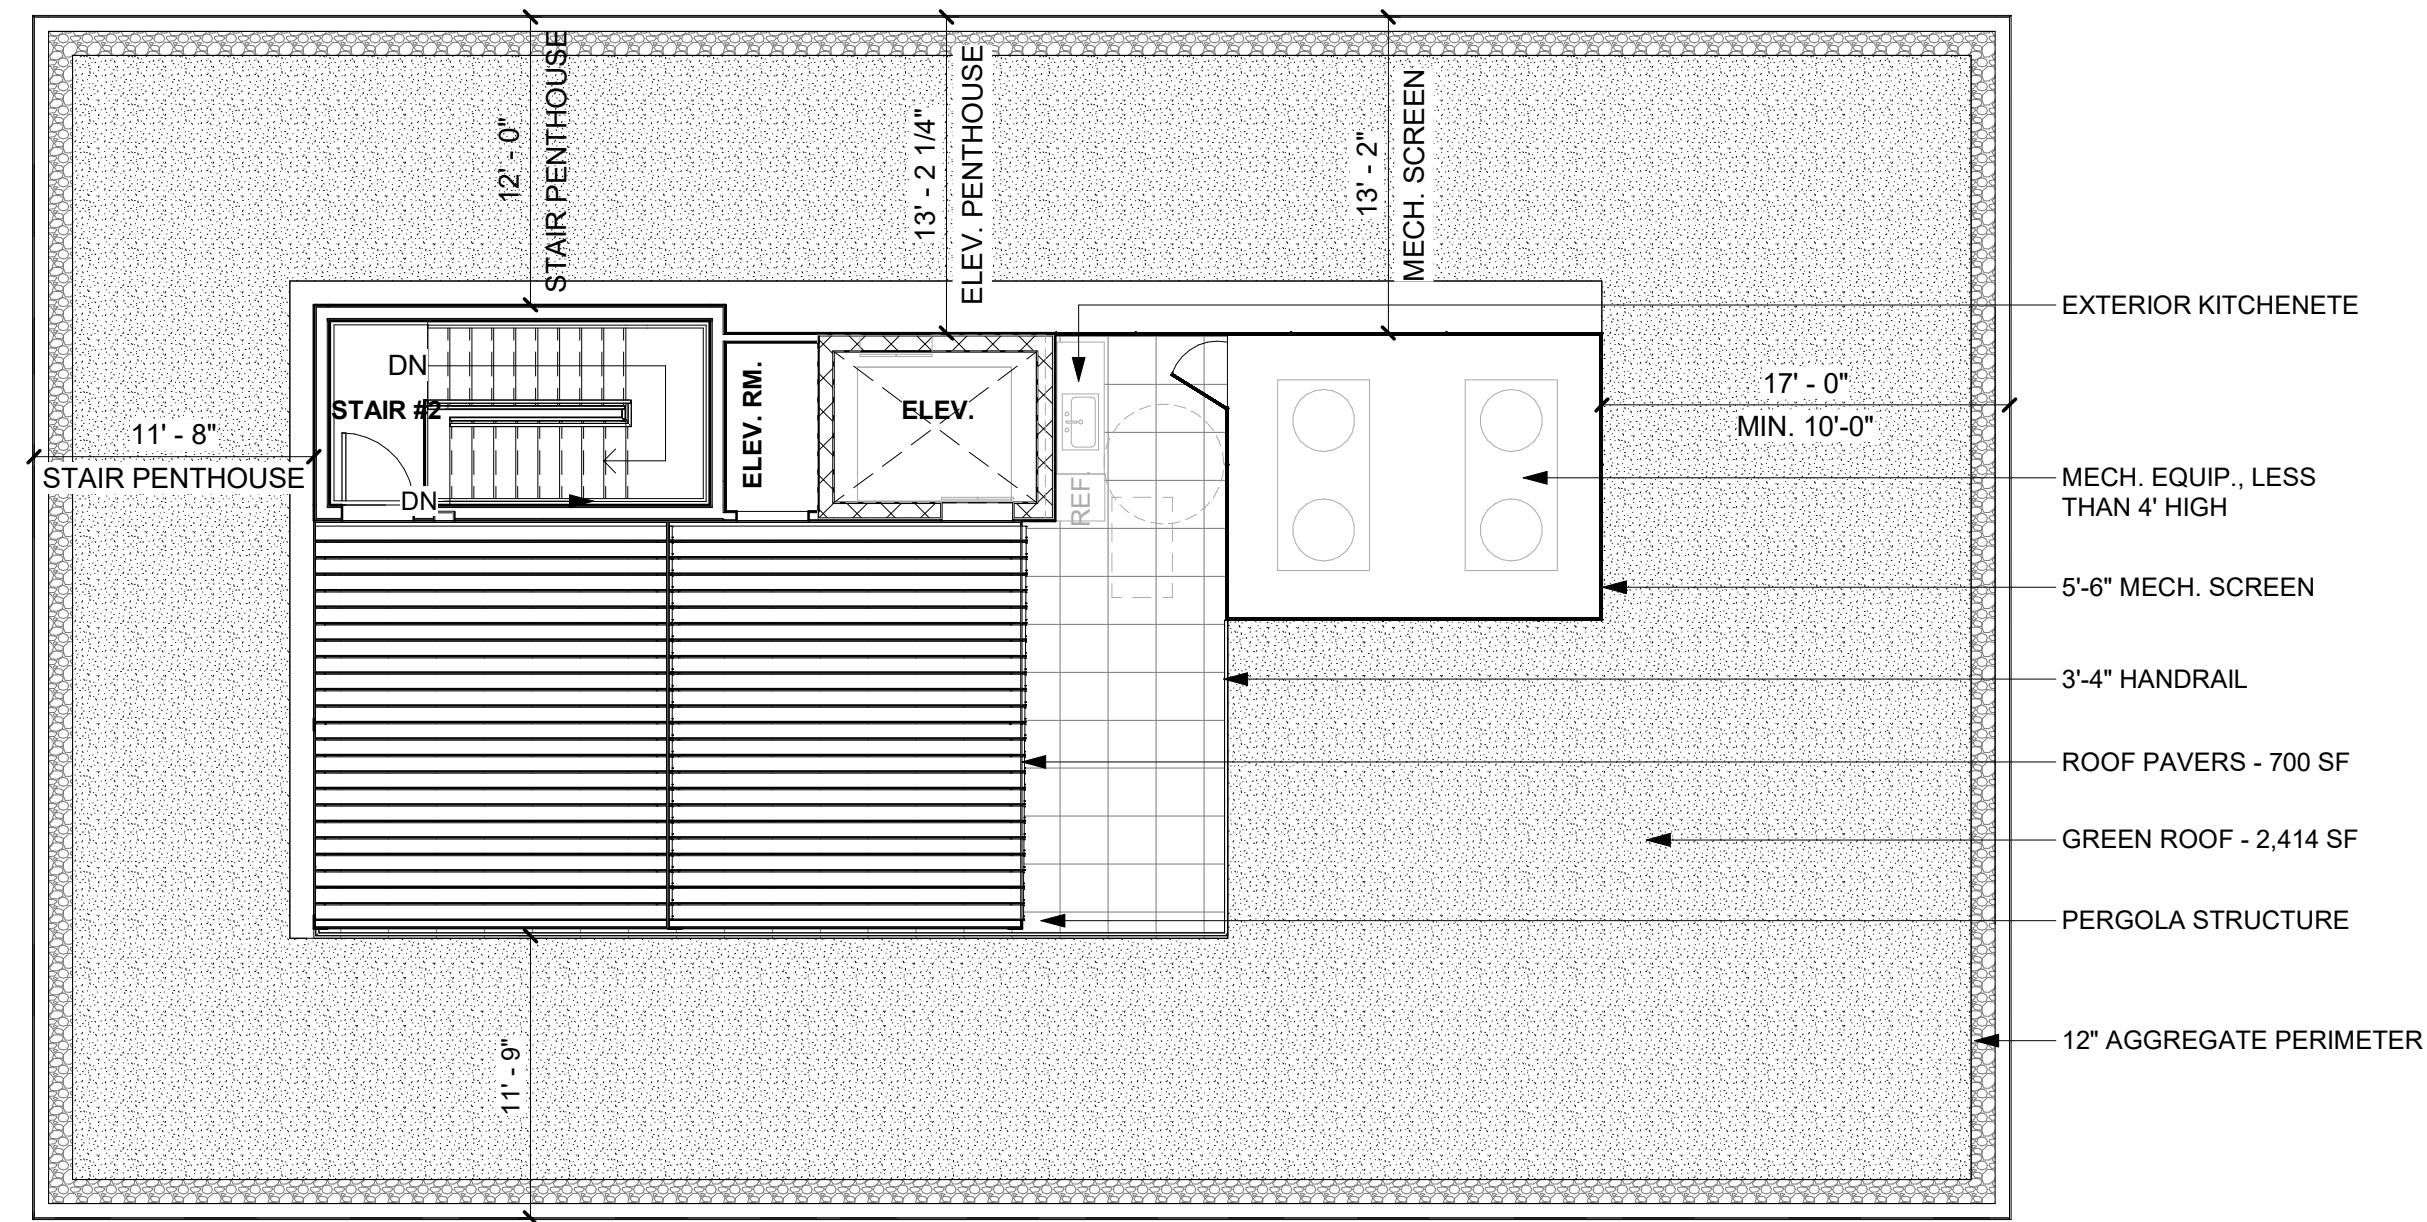 12' - 0"
STAIR PENTHOUSE
13' - 2 1/4"
ELEV. PENTHOUSE
13' - 2"
MECH. SCREEN
EXTERIOR KITCHENETE
DN
STAIR #2
ELEV. RM.
ELEV.
17' - 0"
MIN. 10'-0"
11' - 8"
STAIR PENTHOUSE
MECH. EQUIP., LESS
THAN 4' HIGH
DN
REF.
5'-6" MECH. SCREEN
3'-4" HANDRAIL
ROOF PAVERS - 700 SF
GREEN ROOF - 2,414 SF
PERGOLA STRUCTURE
11' - 9"
12" AGGREGATE PERIMETER